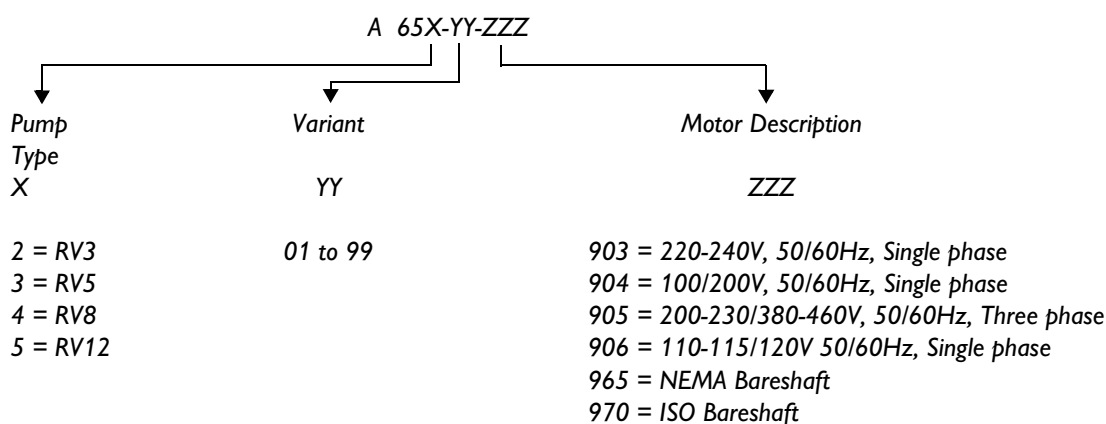 A 65X-YY-ZZZ
Pump Type
Variant
Motor Description
X
YY
ZZZ
2 = RV3
3 = RV5
4 = RV8
5 = RV12
01 to 99
903 = 220-240V, 50/60Hz, Single phase
904 = 100/200V, 50/60Hz, Single phase
905 = 200-230/380-460V, 50/60Hz, Three phase
906 = 110-115/120V 50/60Hz, Single phase
965 = NEMA Bareshaft
970 = ISO Bareshaft